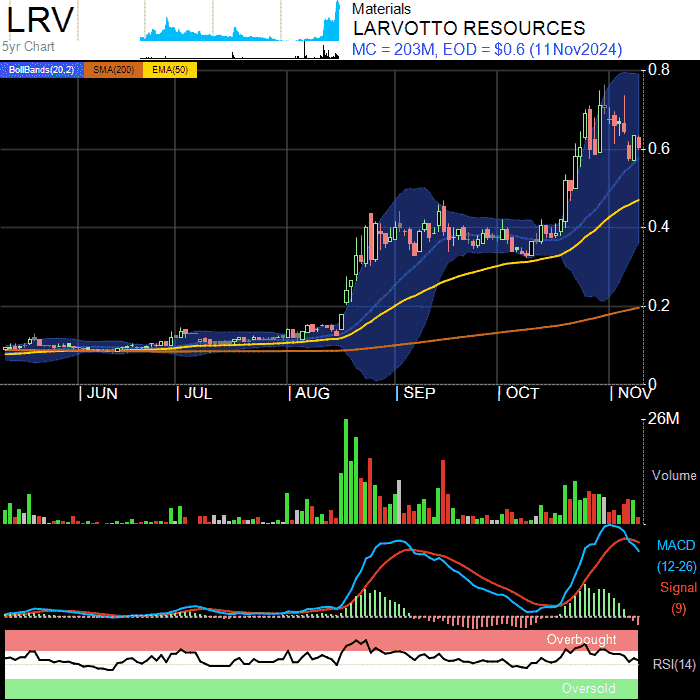 LRV
5yr Chart
Materials
LARVOTTO RESOURCES
MC = 203M, EOD = $0.6 (11Nov2024)
BollBands(20,2) SMA(200) EMA(50)
0.8
0.6
0.4
0.2
0
JUN JUL AUG SEP OCT NOV
26M
Volume
MACD
(12-26)
Signal
(9)
Overbought
RSI(14)
Oversold